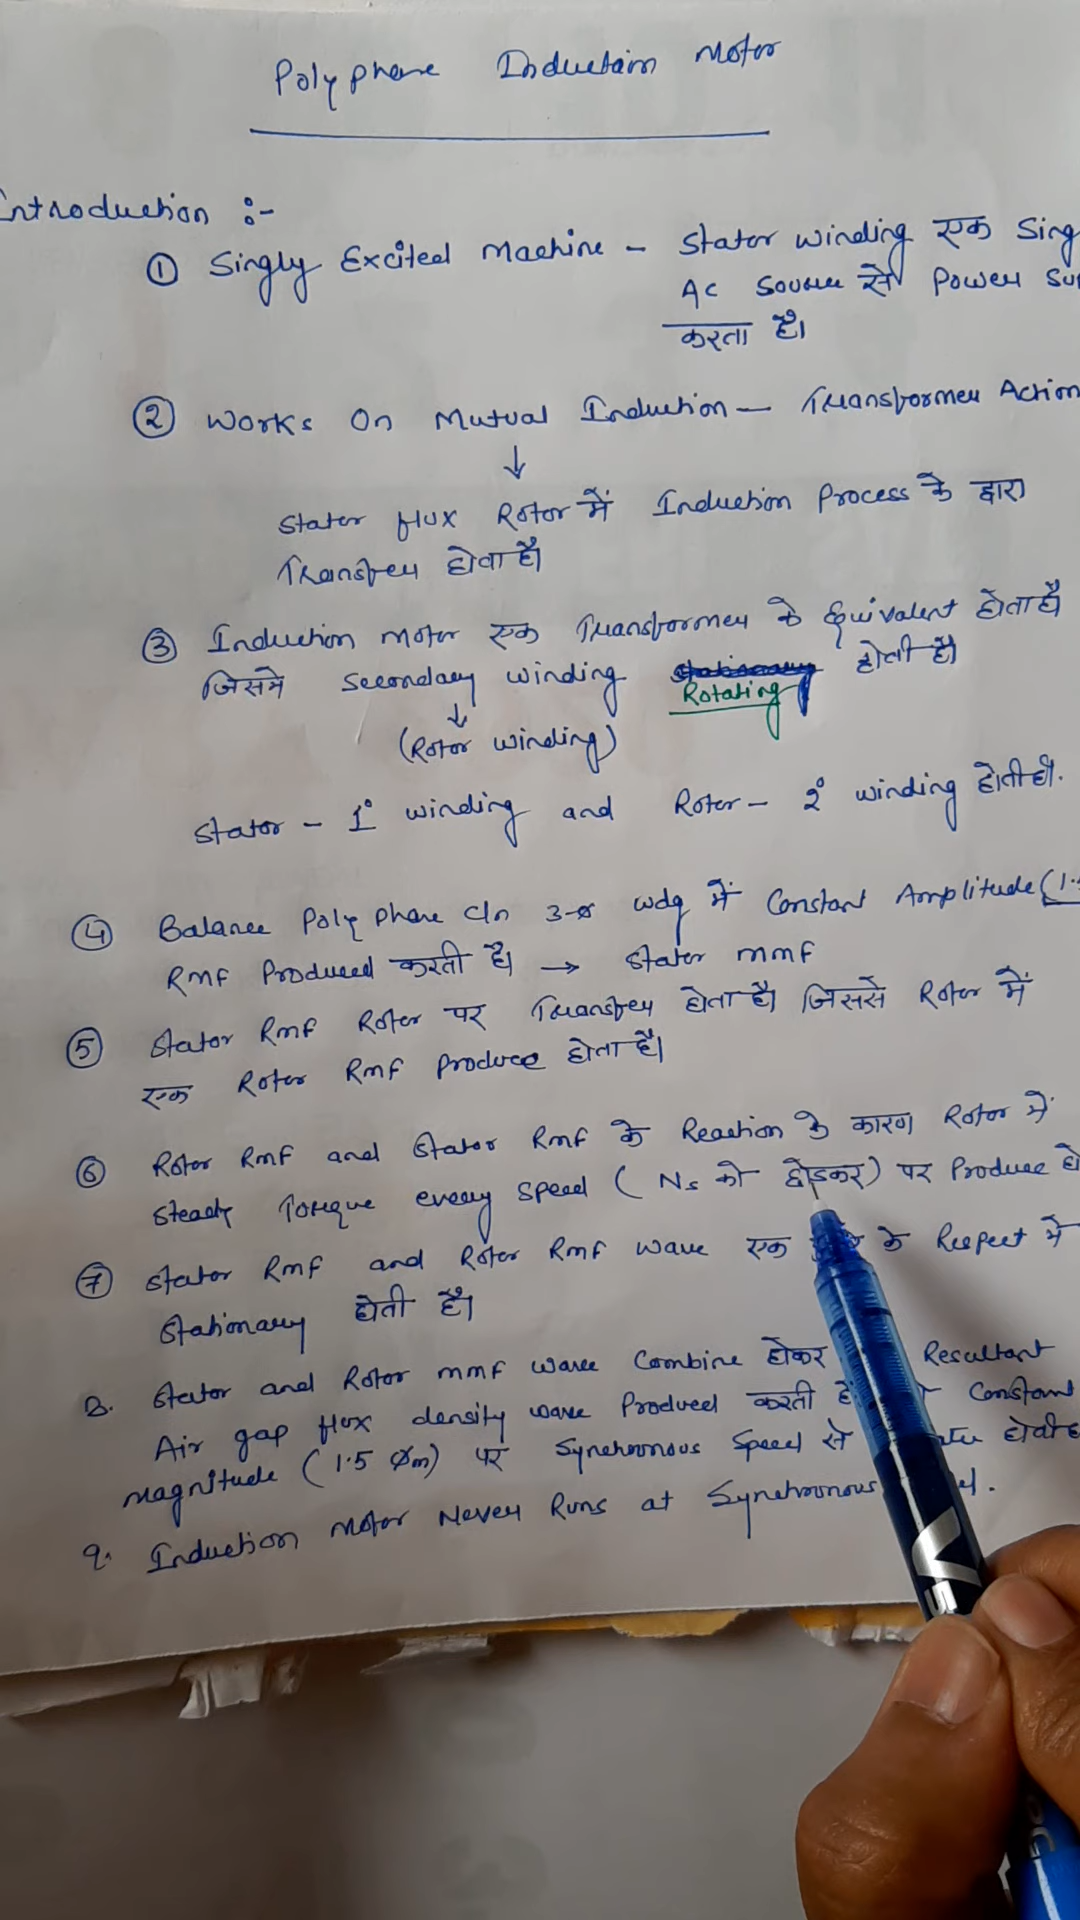 Polyphase Induction Motor
Introduction :-
① Singly Excited Machine - Stator winding एक Sing
AC Source से Power Su
करता है।
② Works On Mutual Induction - Transformer Action
↓
Stator flux Rotor में Induction Process के द्वारा
Transfer होता है।
③ Induction Motor एक Transformer के Equivalent होता है
जिसमे Secondary winding Rotating होती है।
↓
(Rotor winding)
Stator - 1° winding and Rotor - 2° winding होती है।
④ Balance Poly phase 3-ø wdg में Constant Amplitude (1.
RMF Produced करती है। → Stator mmf
⑤ Stator RMF Rotor पर Transfer होता है। जिससे Rotor में
एक Rotor RMF Produce होता है।
⑥ Rotor RMF and Stator RMF के Reaction के कारण Rotor में
Steady Torque every speed (Ns को छोडकर) पर Produce हो
⑦ Stator RMF and Rotor RMF wave एक के Respect में
Stationary होती है।
8. Stator and Rotor mmf wave Combine होकर Resultant
Air gap flux density wave Produced करती है Constant
magnitude (1.5 Øm) पर Synchronous Speed से होती है
9. Induction Motor Never Runs at Synchronous
V5